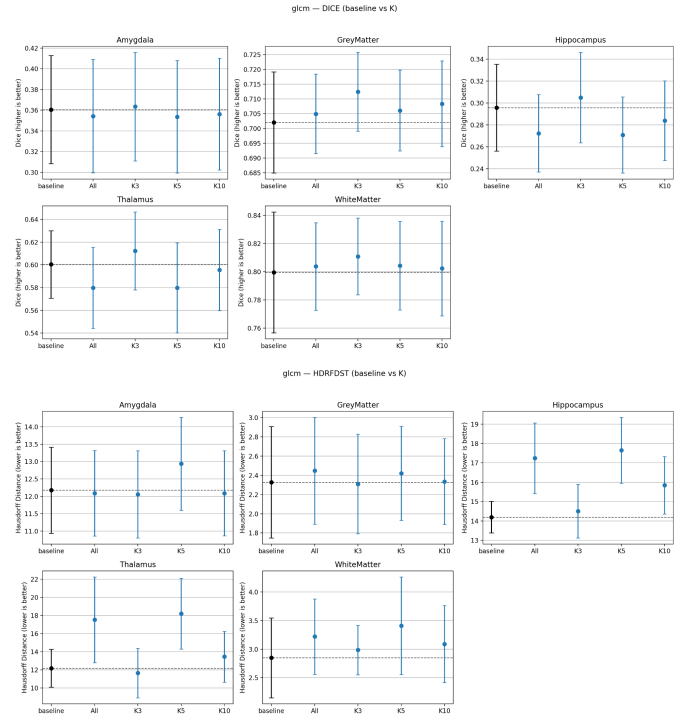 glcm — DICE (baseline vs K)
Amygdala
GreyMatter
Hippocampus
Dice (higher is better)
0.42
0.40
0.38
0.36
0.34
0.32
0.30
baseline All K3 K5 K10
Dice (higher is better)
0.725
0.720
0.715
0.710
0.705
0.700
0.695
0.690
0.685
baseline All K3 K5 K10
Dice (higher is better)
0.34
0.32
0.30
0.28
0.26
0.24
baseline All K3 K5 K10
Thalamus
WhiteMatter
Dice (higher is better)
0.64
0.62
0.60
0.58
0.56
0.54
baseline All K3 K5 K10
Dice (higher is better)
0.84
0.82
0.80
0.78
0.76
baseline All K3 K5 K10
glcm — HDRFDST (baseline vs K)
Amygdala
GreyMatter
Hippocampus
Hausdorff Distance (lower is better)
14.0
13.5
13.0
12.5
12.0
11.5
11.0
baseline All K3 K5 K10
Hausdorff Distance (lower is better)
3.0
2.8
2.6
2.4
2.2
2.0
1.8
baseline All K3 K5 K10
Hausdorff Distance (lower is better)
19
18
17
16
15
14
13
baseline All K3 K5 K10
Thalamus
WhiteMatter
Hausdorff Distance (lower is better)
22
20
18
16
14
12
10
baseline All K3 K5 K10
Hausdorff Distance (lower is better)
4.0
3.5
3.0
2.5
baseline All K3 K5 K10